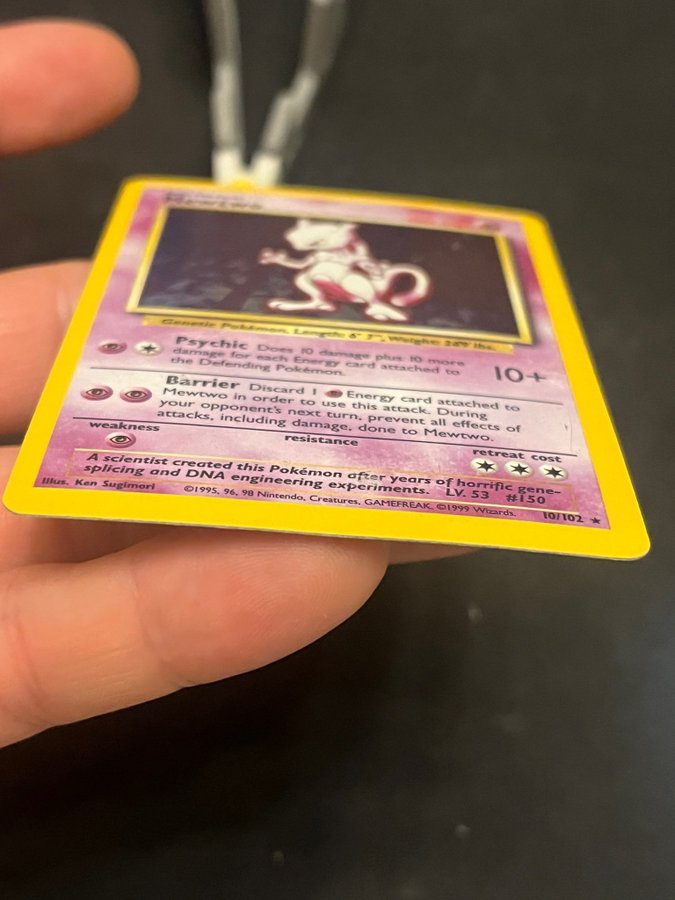 Mewtwo
Genetic Pokémon. Length: 6' 7", Weight: 269 lbs.
Psychic Does 10 damage plus 10 more
damage for each Energy card attached to
the Defending Pokémon.
10+
Barrier Discard 1 Energy card attached to
Mewtwo in order to use this attack. During
your opponent's next turn, prevent all effects of
attacks, including damage, done to Mewtwo.
weakness
resistance
retreat cost
A scientist created this Pokémon after years of horrific gene-
splicing and DNA engineering experiments. LV. 53 #150
Illus. Ken Sugimori
©1995, 96, 98 Nintendo, Creatures, GAMEFREAK. ©1999 Wizards.
10/102